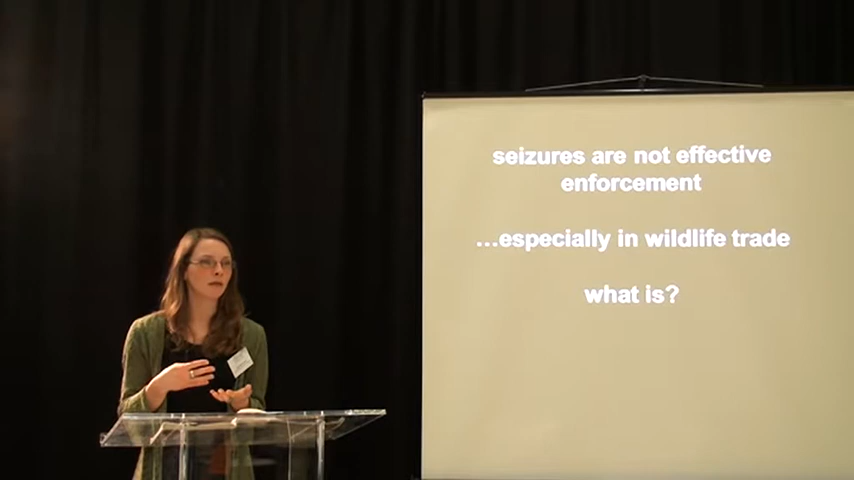 seizures are not effective
enforcement
...especially in wildlife trade
what is?